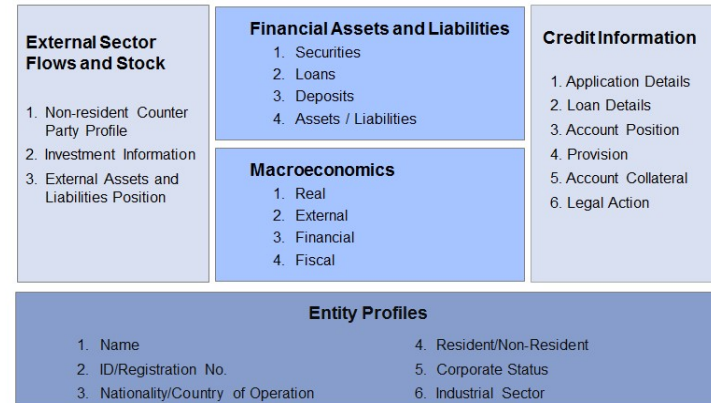 External Sector
Flows and Stock
1. Non-resident Counter
Party Profile
2. Investment Information
3. External Assets and
Liabilities Position
Financial Assets and Liabilities
1. Securities
2. Loans
3. Deposits
4. Assets / Liabilities
Macroeconomics
1. Real
2. External
3. Financial
4. Fiscal
Credit Information
1. Application Details
2. Loan Details
3. Account Position
4. Provision
5. Account Collateral
6. Legal Action
Entity Profiles
1. Name
2. ID/Registration No.
3. Nationality/Country of Operation
4. Resident/Non-Resident
5. Corporate Status
6. Industrial Sector